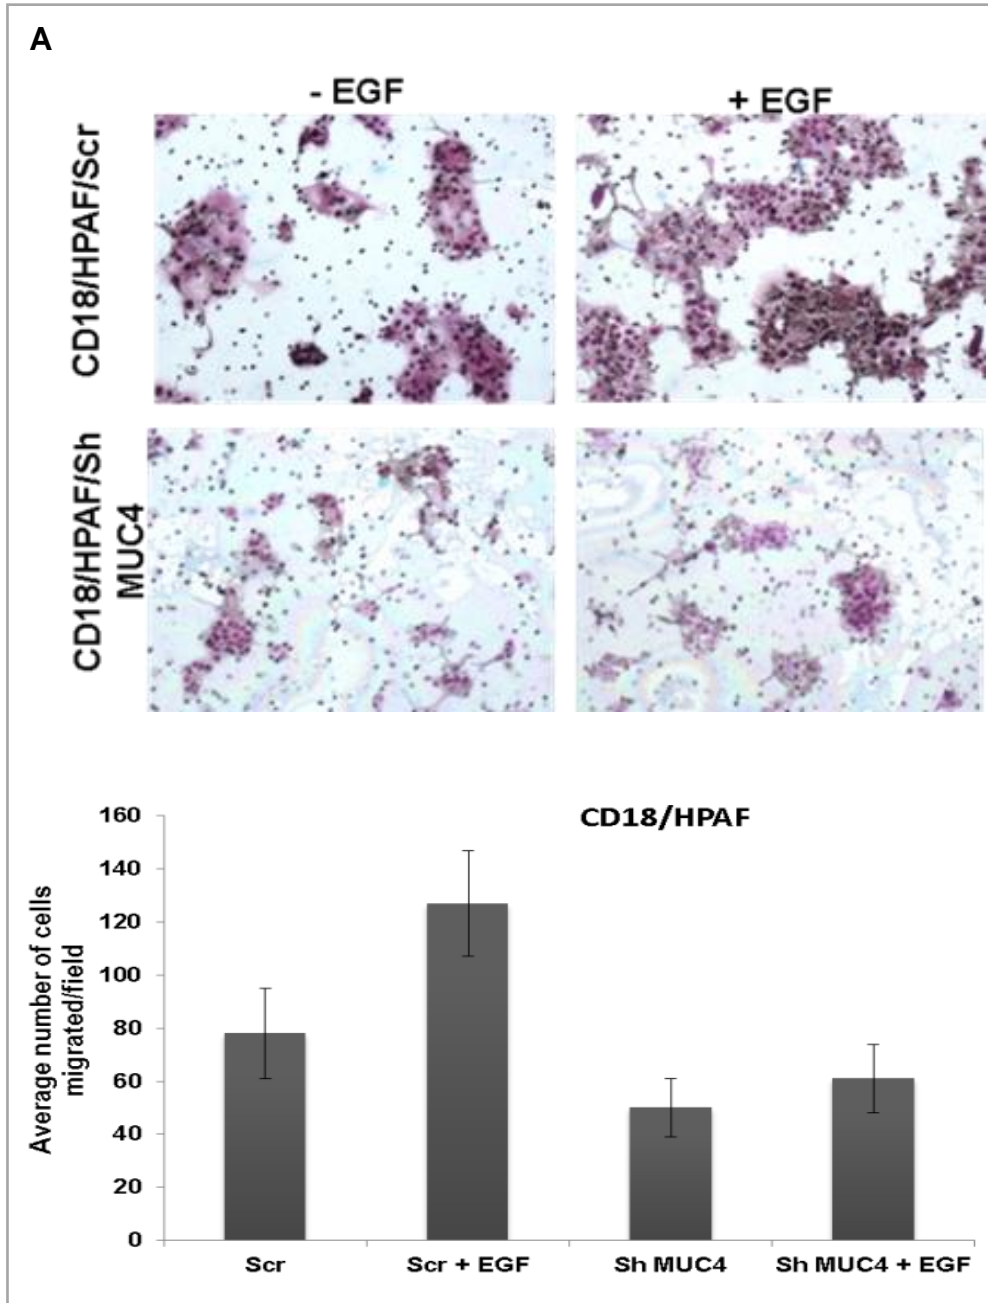 A
- EGF
+ EGF
CD18/HPAF/Scr
CD18/HPAF/Sh
MUC4
CD18/HPAF
Average number of cells
migrated/field
160
140
120
100
80
60
40
20
0
Scr
Scr + EGF
Sh MUC4
Sh MUC4 + EGF